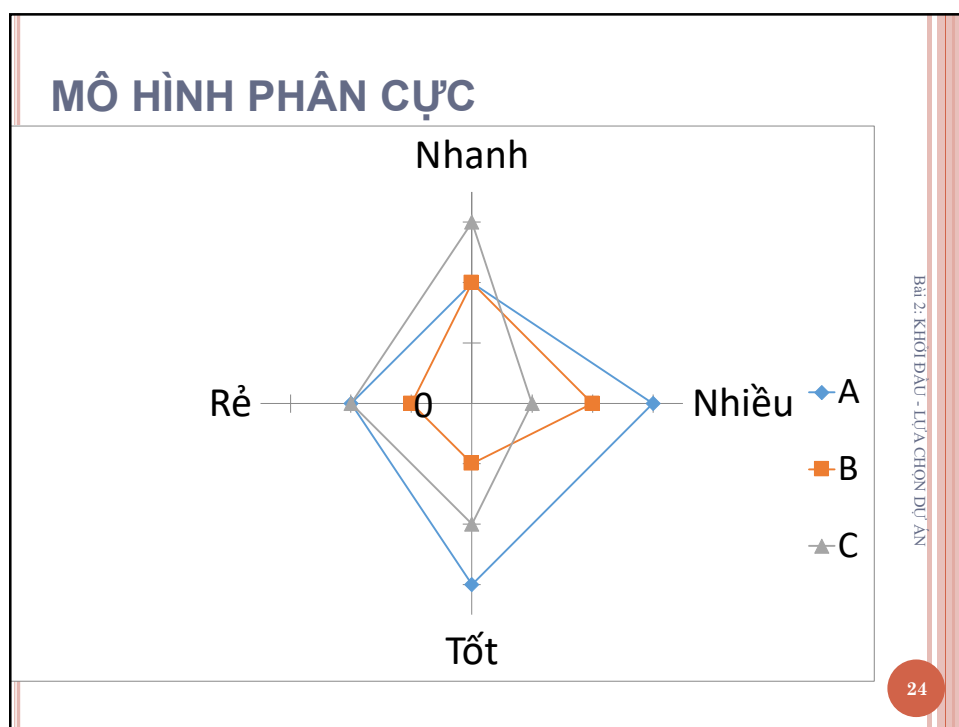 MÔ HÌNH PHÂN CỰC
Nhanh
Rẻ
0
Nhiều
Tốt
A
B
C
Bài 2: KHỞI ĐẦU - LỰA CHỌN DỰ ÁN
24